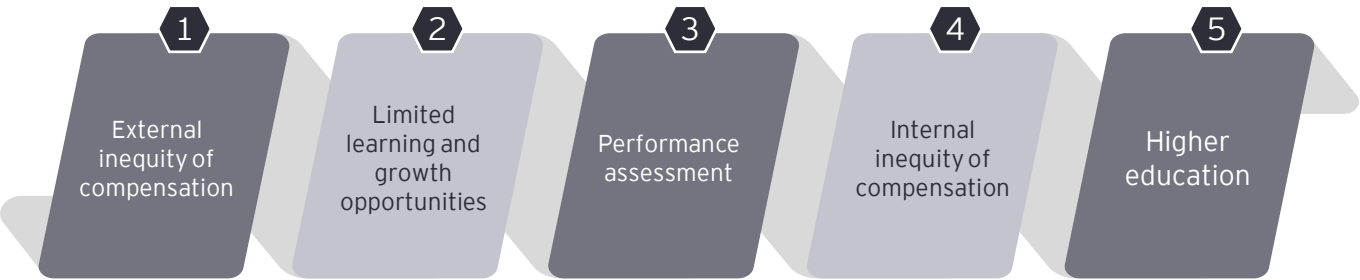 1
External
inequity of
compensation
2
Limited
learning and
growth
opportunities
3
Performance
assessment
4
Internal
inequity of
compensation
5
Higher
education